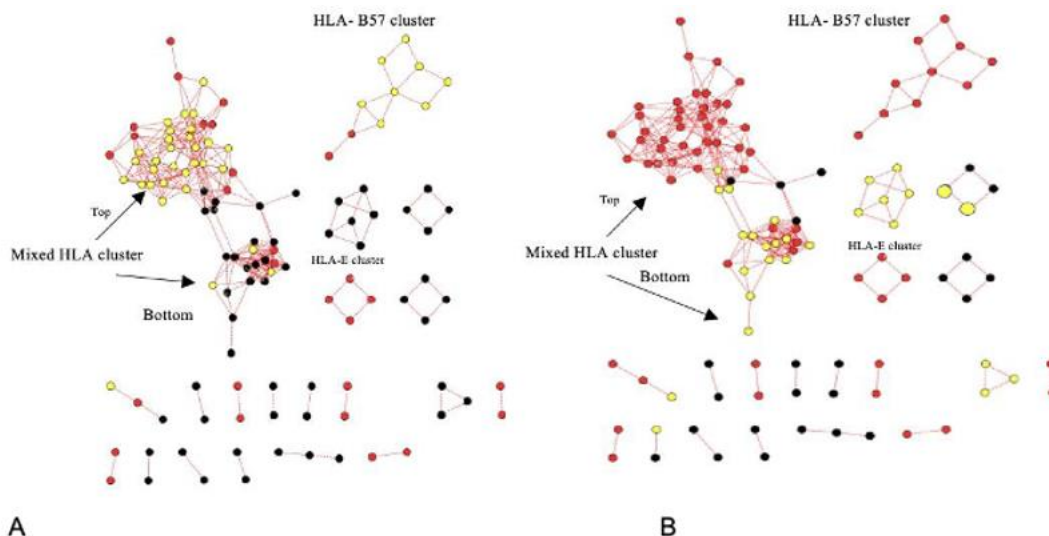 HLA- B57 cluster
Top
Mixed HLA cluster
HLA-E cluster
Bottom
A
HLA- B57 cluster
Top
Mixed HLA cluster
HLA-E cluster
Bottom
B